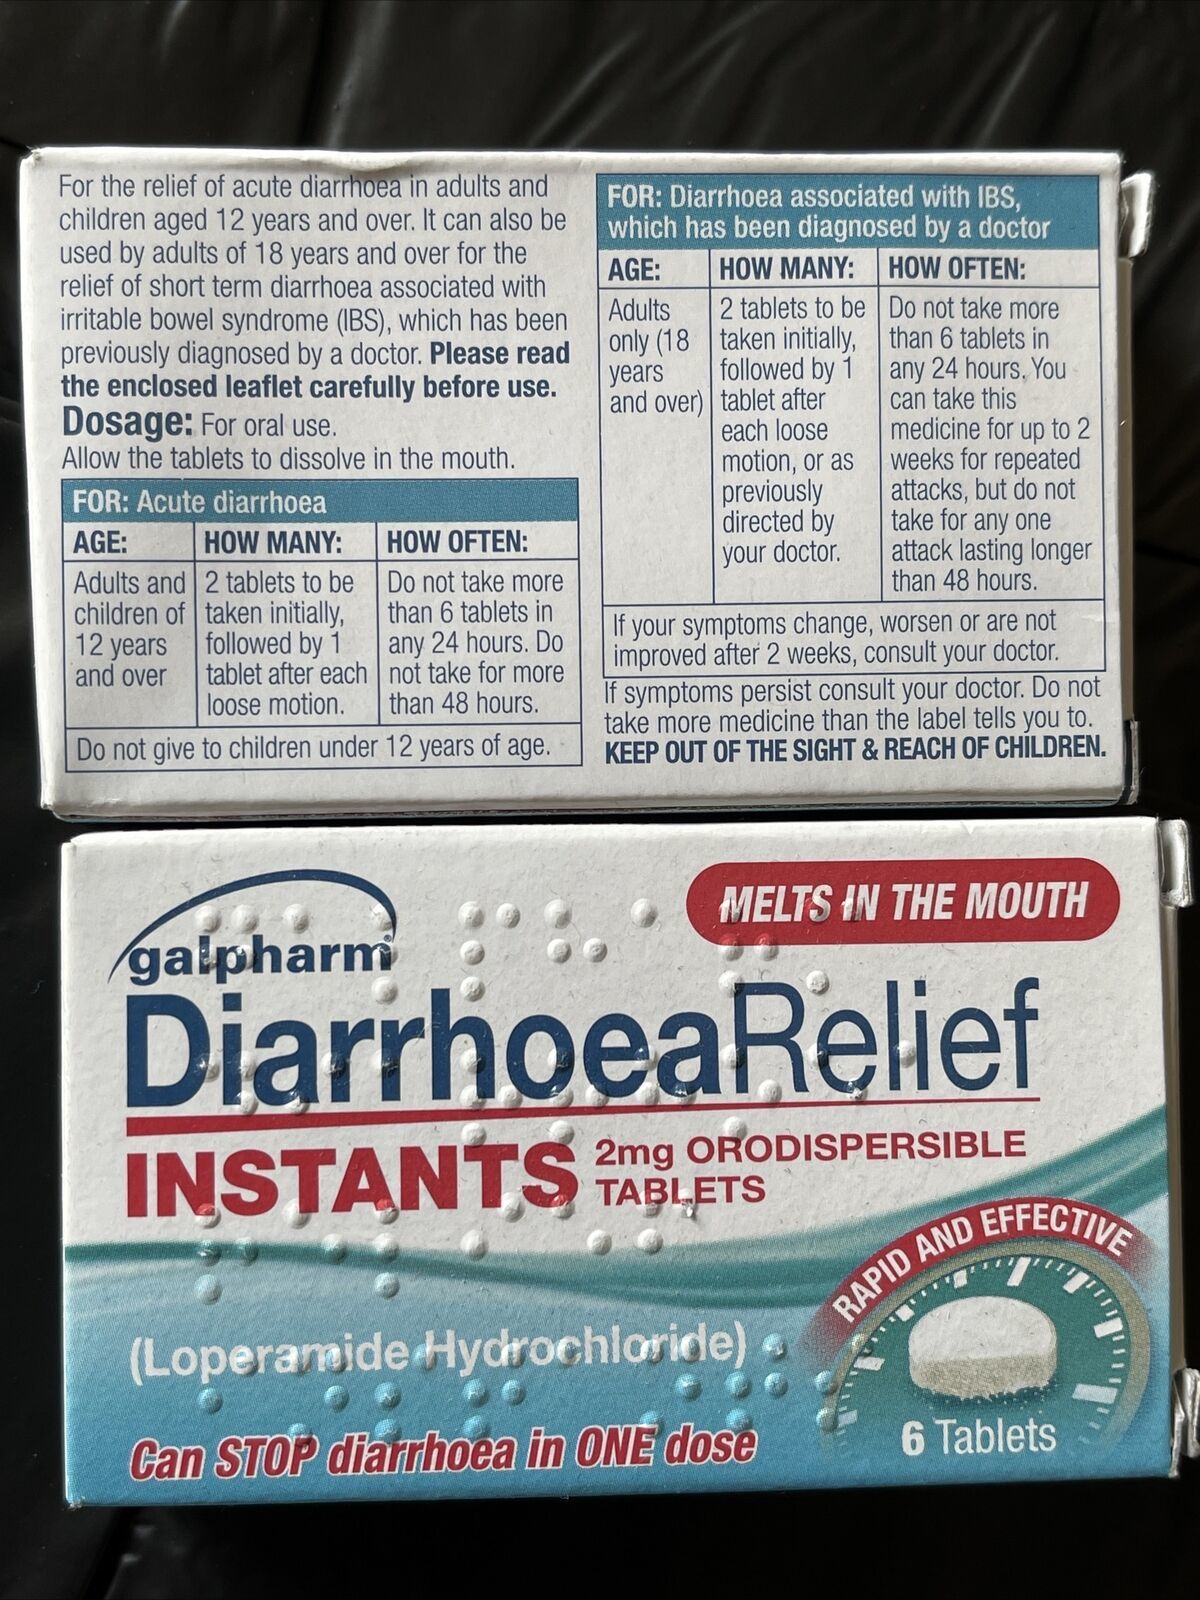 For the relief of acute diarrhoea in adults and
children aged 12 years and over. It can also be
used by adults of 18 years and over for the
relief of short term diarrhoea associated with
irritable bowel syndrome (IBS), which has been
previously diagnosed by a doctor. Please read
the enclosed leaflet carefully before use.
Dosage: For oral use.
Allow the tablets to dissolve in the mouth.
FOR: Acute diarrhoea
AGE:
HOW MANY:
HOW OFTEN:
Adults and
children of
12 years
and over
2 tablets to be
taken initially,
followed by 1
tablet after each
loose motion.
Do not take more
than 6 tablets in
any 24 hours. Do
not take for more
than 48 hours.
Do not give to children under 12 years of age.
FOR: Diarrhoea associated with IBS,
which has been diagnosed by a doctor
AGE:
HOW MANY:
HOW OFTEN:
Adults
only (18
years
and over)
2 tablets to be
taken initially,
followed by 1
tablet after
each loose
motion, or as
previously
directed by
your doctor.
Do not take more
than 6 tablets in
any 24 hours. You
can take this
medicine for up to 2
weeks for repeated
attacks, but do not
take for any one
attack lasting longer
than 48 hours.
If your symptoms change, worsen or are not
improved after 2 weeks, consult your doctor.
If symptoms persist consult your doctor. Do not
take more medicine than the label tells you to.
KEEP OUT OF THE SIGHT & REACH OF CHILDREN.
MELTS IN THE MOUTH
galpharm
DiarrhoeaRelief
INSTANTS
2mg ORODISPERSIBLE
TABLETS
RAPID AND EFFECTIVE
(Loperamide Hydrochloride)
6 Tablets
Can STOP diarrhoea in ONE dose